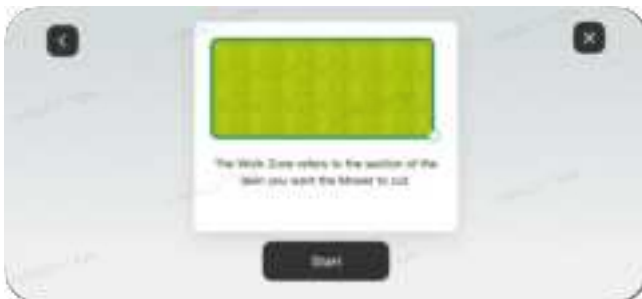 The Work Zone refers to the section of the
lawn you want the Mower to cut.
Start